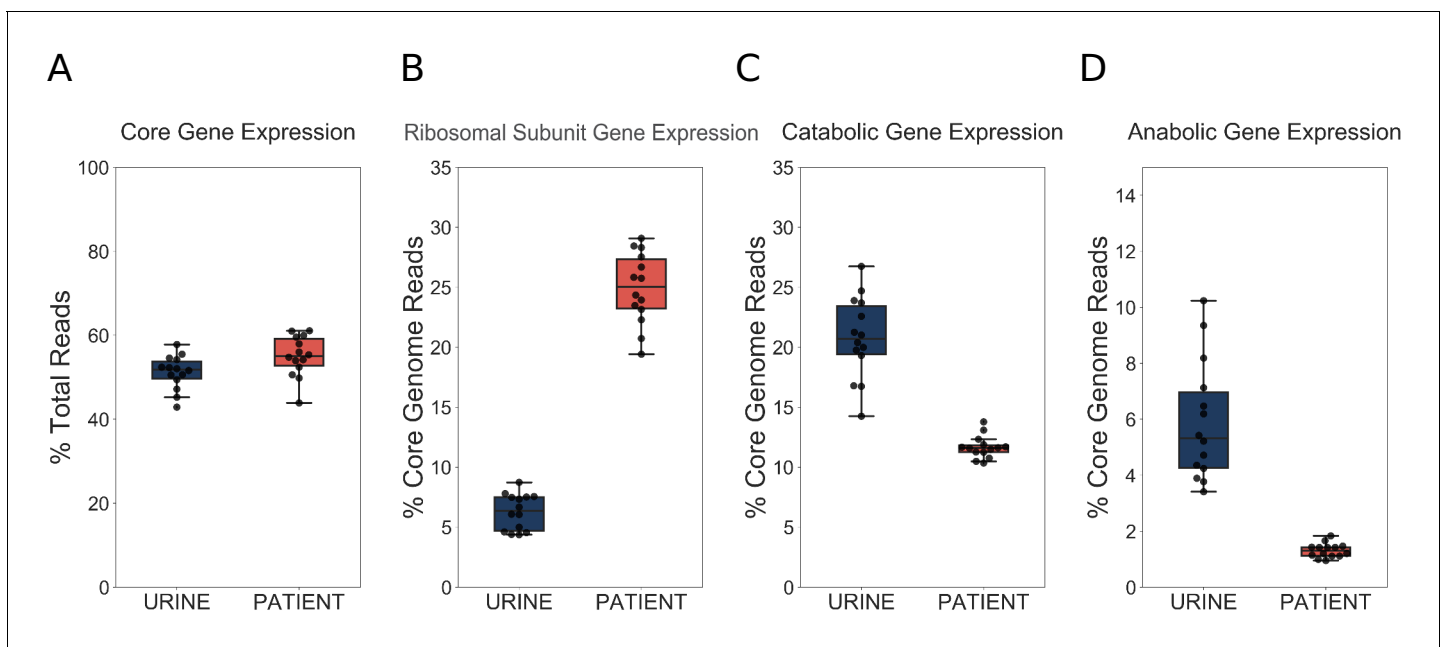 A
B
C
D
Core Gene Expression
Ribosomal Subunit Gene Expression
Catabolic Gene Expression
Anabolic Gene Expression
% Total Reads
100
80
60
40
20
0
URINE
PATIENT
% Core Genome Reads
35
30
25
20
15
10
5
0
URINE
PATIENT
% Core Genome Reads
35
30
25
20
15
10
5
0
URINE
PATIENT
% Core Genome Reads
14
12
10
8
6
4
2
0
URINE
PATIENT